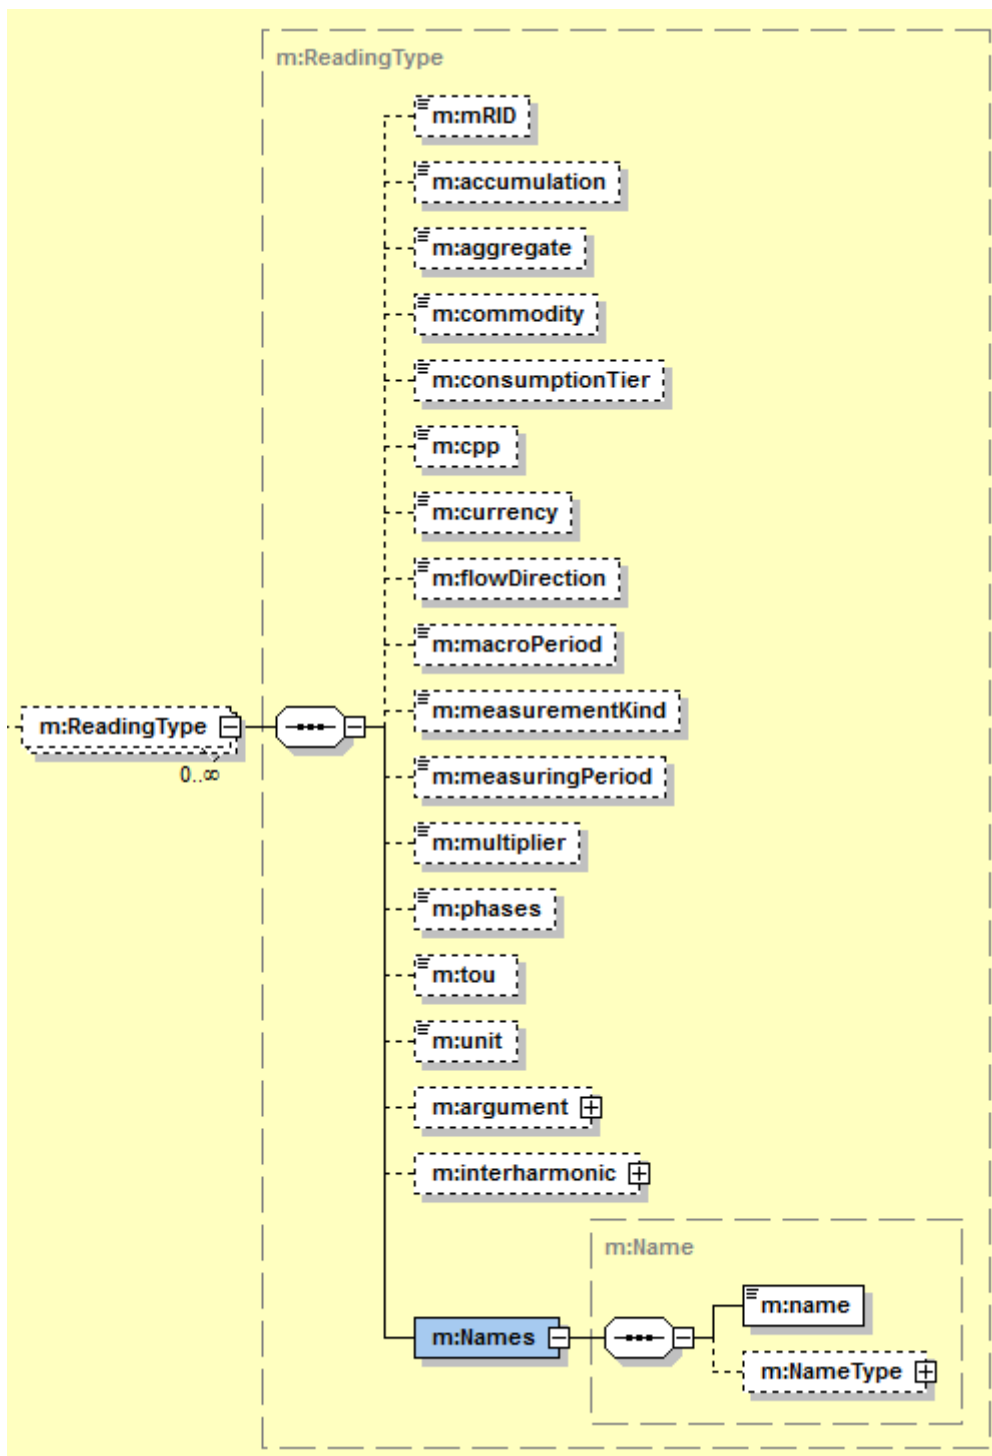 m:ReadingType
m:mRID
m:accumulation
m:aggregate
m:commodity
m:consumptionTier
m:cpp
m:currency
m:flowDirection
m:macroPeriod
m:measurementKind
m:ReadingType
0..∞
m:measuringPeriod
m:multiplier
m:phases
m:tou
m:unit
m:argument
m:interharmonic
m:Name
m:name
m:Names
m:NameType